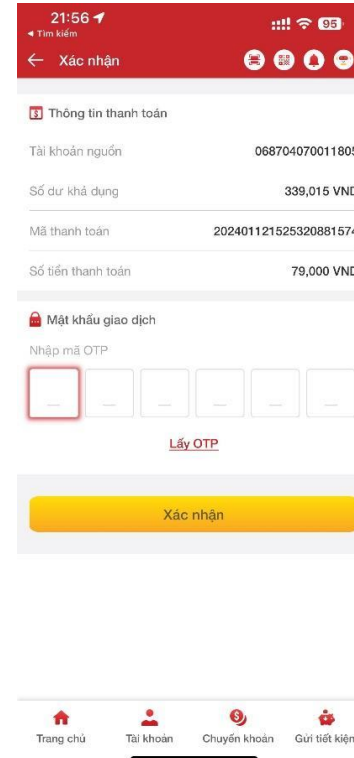 21:56
95
◂ Tìm kiếm
← Xác nhận
Thông tin thanh toán
Tài khoản nguồn 068704070011805
Số dư khả dụng 339,015 VND
Mã thanh toán 202401121525320881574
Số tiền thanh toán 79,000 VND
Mật khẩu giao dịch
Nhập mã OTP
Lấy OTP
Xác nhận
Trang chủ Tài khoản Chuyển khoản Gửi tiết kiệm